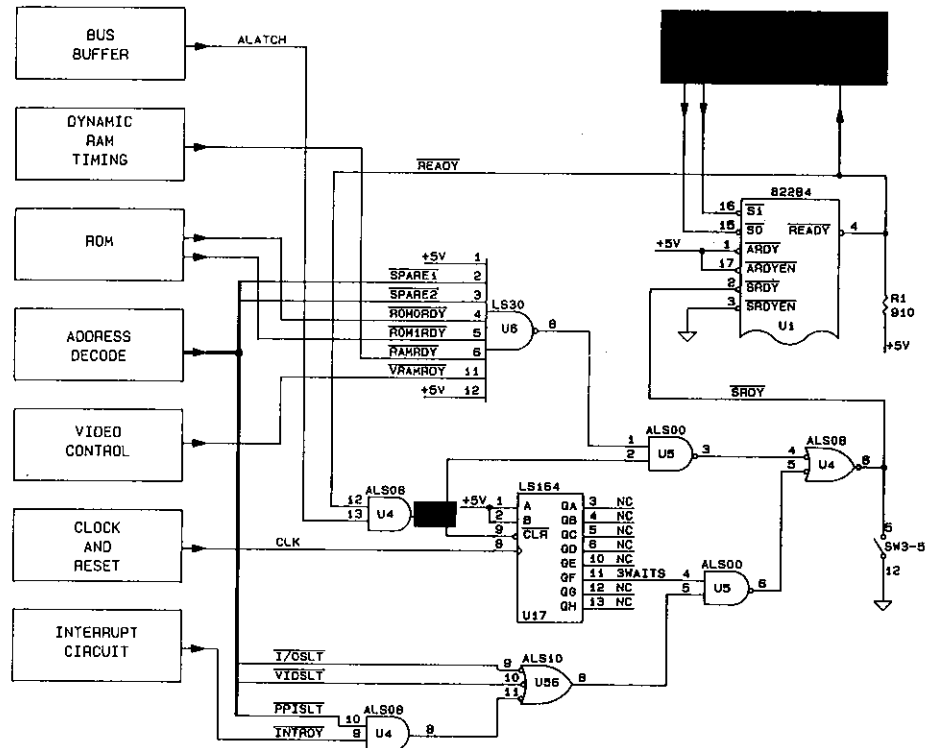 BUS
BUFFER
ALATCH
DYNAMIC
RAM
TIMING
READY
82284
16 S1
15 S0
READY 4
+5V
1 ARDY
17 ARDYEN
2 SRDY
3 SRDYEN
U1
R1
910
+5V
ROM
+5V 1
SPARE1 2
SPARE2 3
LS30
ROM0RDY 4
ROM1RDY 5
U6
8
RAMRDY 6
VRAMRDY 11
+5V 12
ADDRESS
DECODE
SRDY
VIDEO
CONTROL
ALS00
1
2
U5
3
ALS08
4
5
U4
6
ALS08
12
13
U4
LS164
+5V
1 A
2 B
9 CLR
8
QA 3 NC
QB 4 NC
QC 5 NC
QD 6 NC
QE 10 NC
QF 11 3WAITS
QG 12 NC
QH 13 NC
U17
CLOCK
AND
RESET
CLK
ALS00
4
5
U5
6
5
SW3-5
12
INTERRUPT
CIRCUIT
I/OSLT 9
VIDSLT 10
11
ALS10
U56
8
PPISLT 10
INTRDY 9
ALS08
U4
8